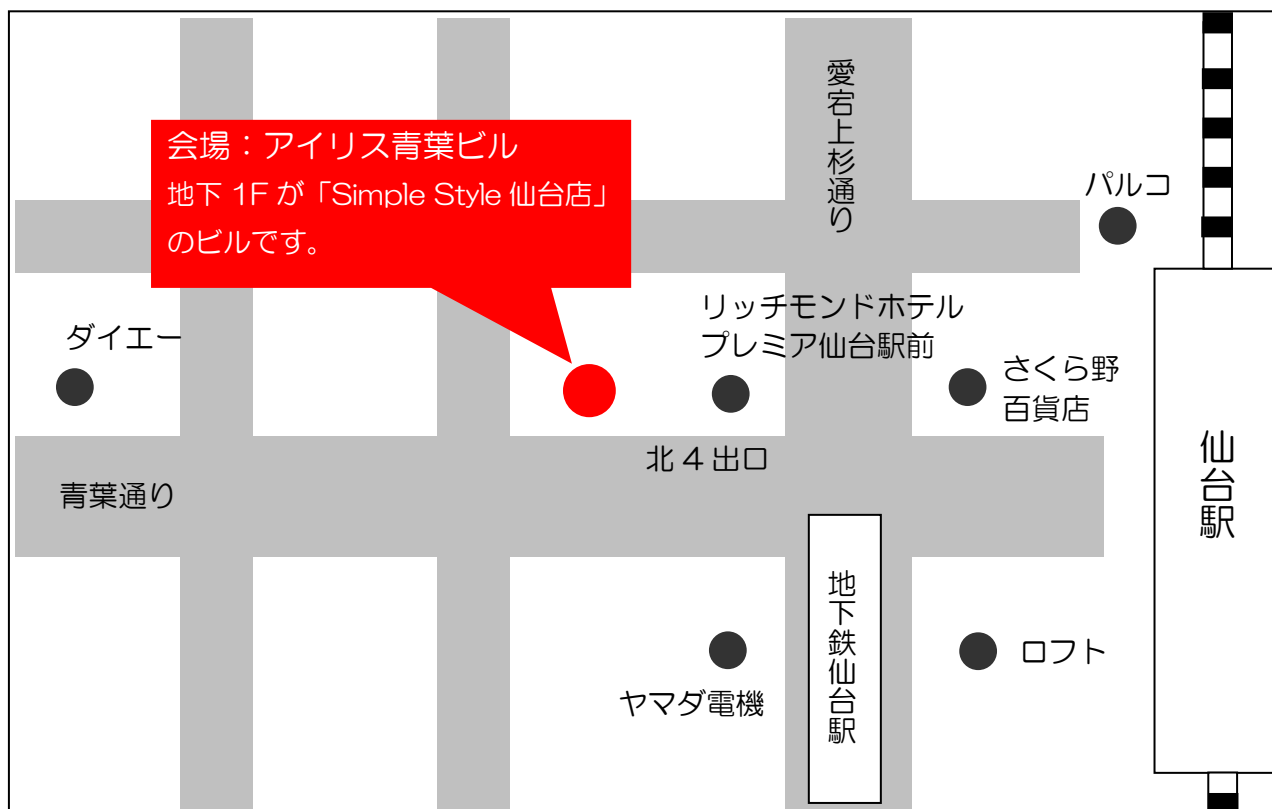 愛宕上杉通り
会場：アイリス青葉ビル
地下 1F が「Simple Style 仙台店」
のビルです。
パルコ
リッチモンドホテル
プレミア仙台駅前
ダイエー
さくら野
百貨店
北 4 出口
仙台駅
青葉通り
地下鉄仙台駅
ロフト
ヤマダ電機